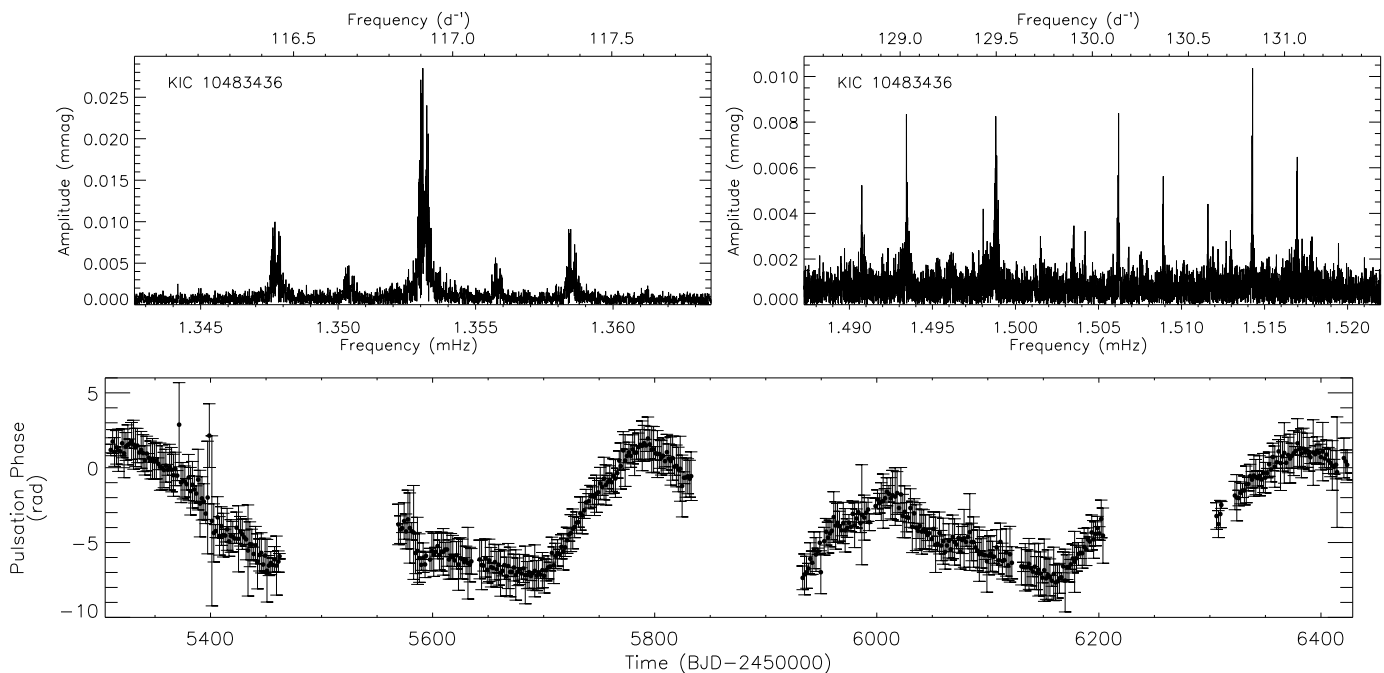 Frequency (d⁻¹)
116.5 117.0 117.5
KIC 10483436
Amplitude (mmag)
0.025
0.020
0.015
0.010
0.005
0.000
1.345 1.350 1.355 1.360
Frequency (mHz)
Frequency (d⁻¹)
129.0 129.5 130.0 130.5 131.0
KIC 10483436
Amplitude (mmag)
0.010
0.008
0.006
0.004
0.002
0.000
1.490 1.495 1.500 1.505 1.510 1.515 1.520
Frequency (mHz)
Pulsation Phase
(rad)
5
0
−5
−10
5400 5600 5800 6000 6200 6400
Time (BJD−2450000)